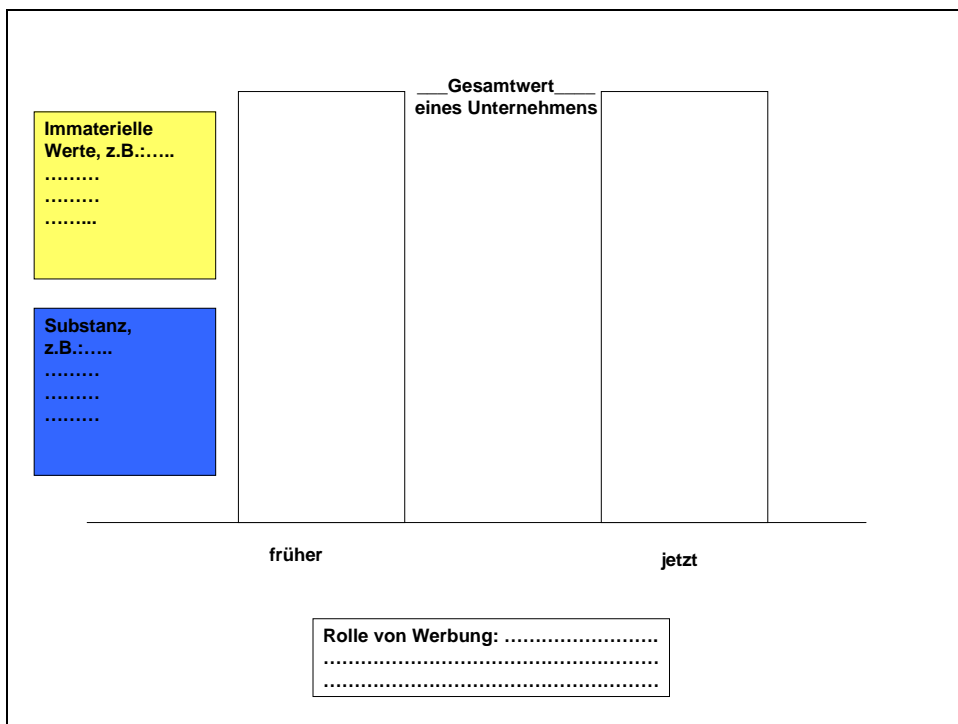 ___Gesamtwert____
eines Unternehmens
Immaterielle
Werte, z.B.:…..
………
………
……...
Substanz,
z.B.:…..
………
………
………
früher
jetzt
Rolle von Werbung: …………………….
………………………………………………
………………………………………………